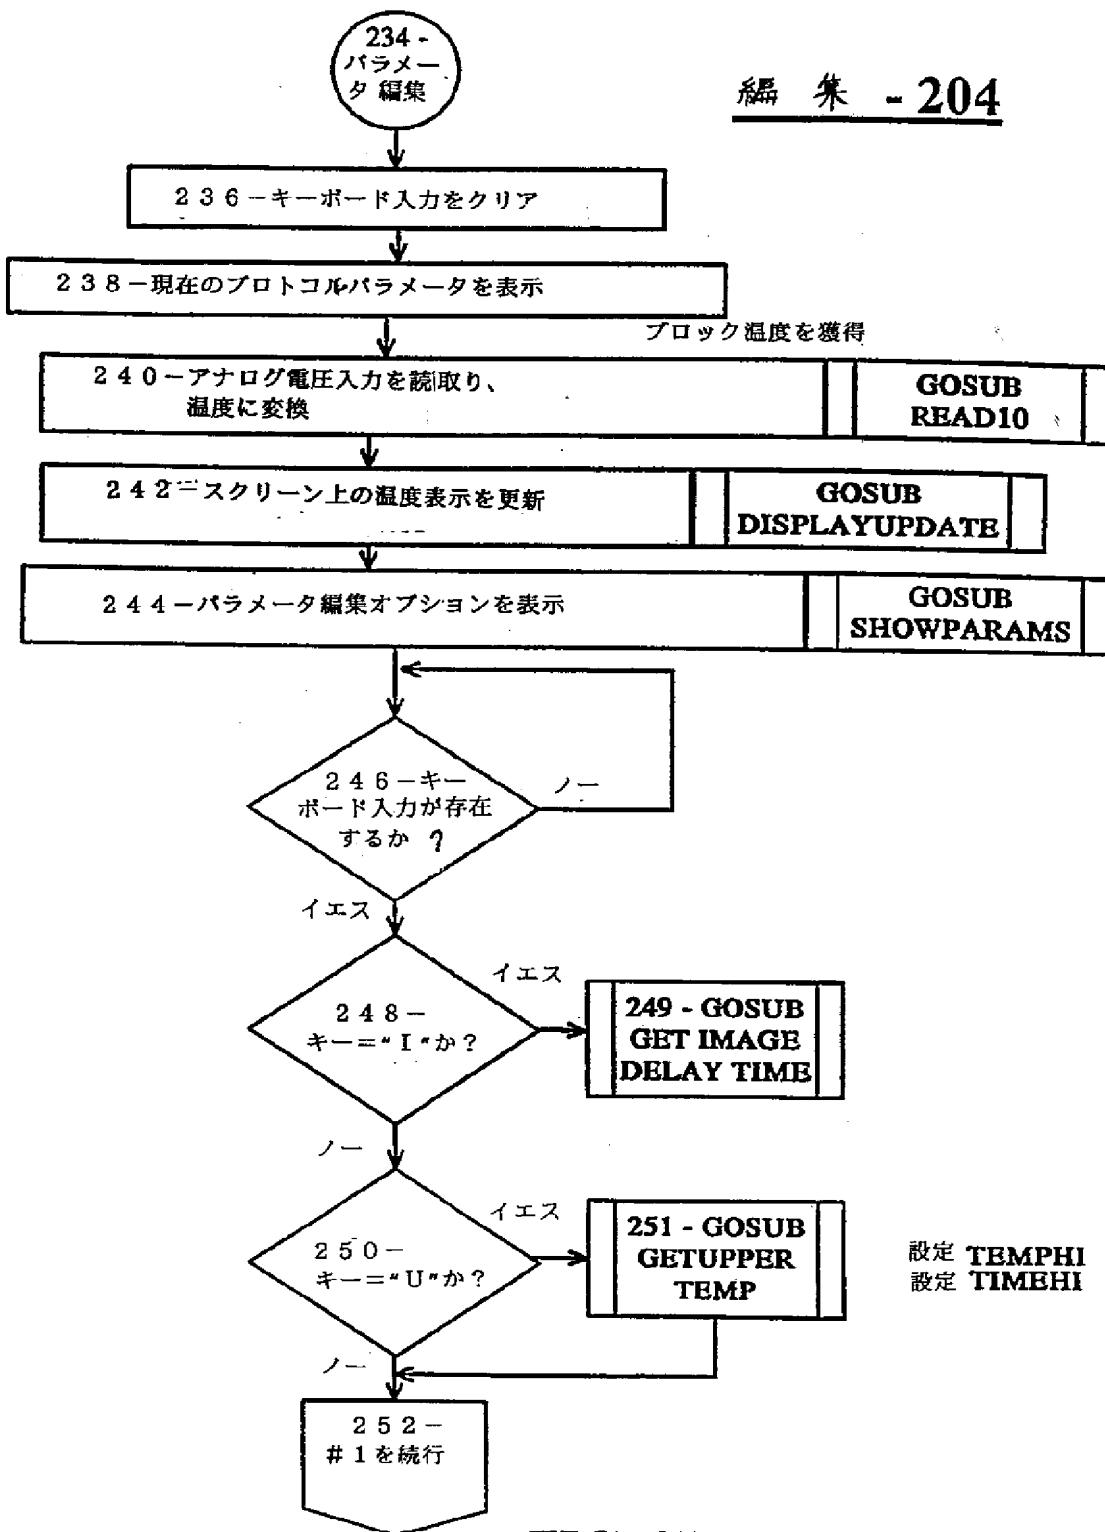 234 -
パラメー
タ 編集
編 集 - 204
236－キーボード入力をクリア
238－現在のプロトコルパラメータを表示
ブロック温度を獲得
240－アナログ電圧入力を読取り、
温度に変換
GOSUB
READ10
242－スクリーン上の温度表示を更新
GOSUB
DISPLAYUPDATE
244－パラメータ編集オプションを表示
GOSUB
SHOWPARAMS
246－キー
ボード入力が存在
するか ?
ノー
イエス
248－
キー＝"I"か？
イエス
249 - GOSUB
GET IMAGE
DELAY TIME
ノー
250－
キー＝"U"か？
イエス
251 - GOSUB
GETUPPER
TEMP
設定 TEMPHI
設定 TIMEHI
ノー
252－
＃1を続行